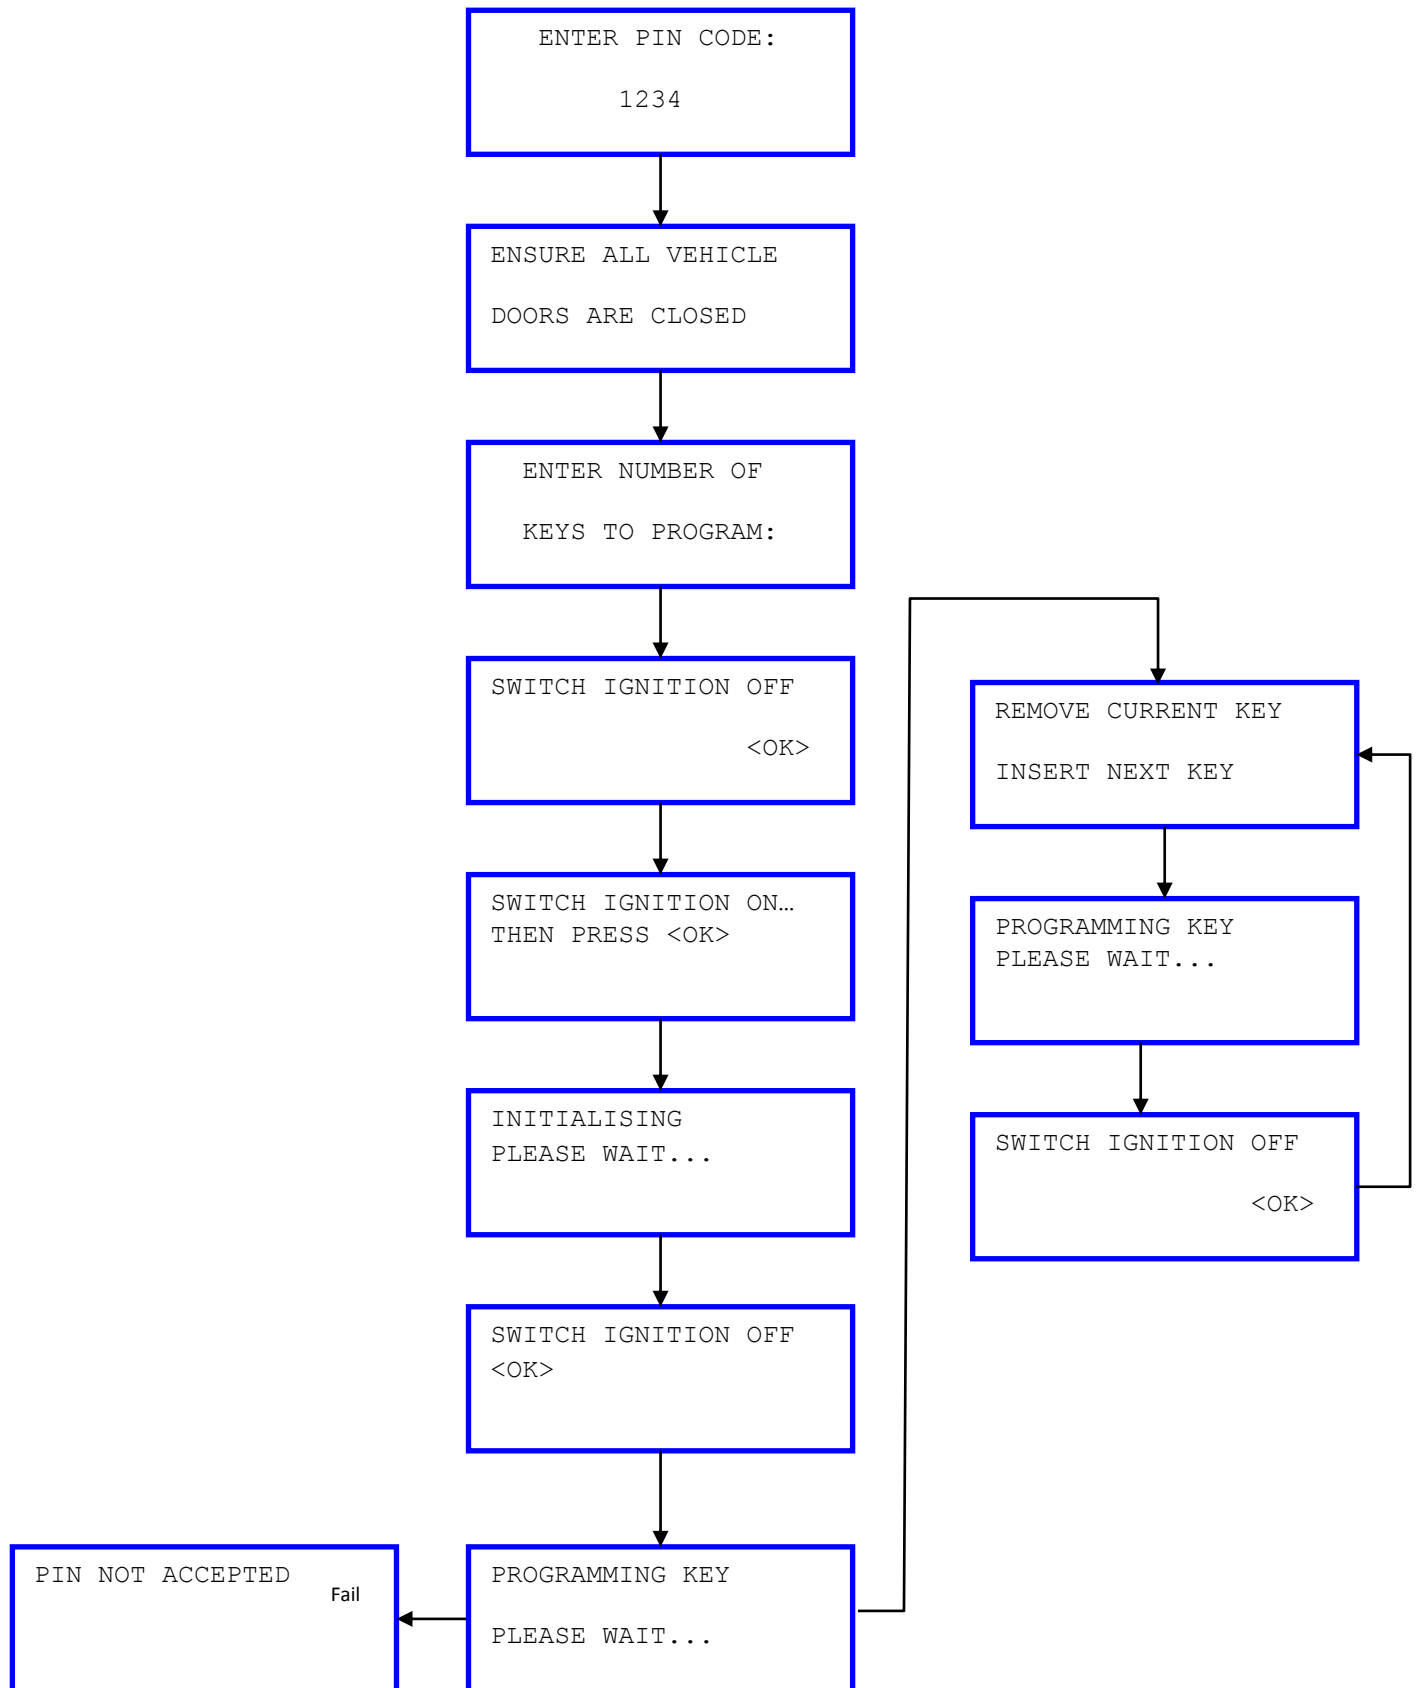 ENTER PIN CODE:
1234
ENSURE ALL VEHICLE
DOORS ARE CLOSED
ENTER NUMBER OF
KEYS TO PROGRAM:
SWITCH IGNITION OFF
<OK>
SWITCH IGNITION ON…
THEN PRESS <OK>
INITIALISING
PLEASE WAIT...
SWITCH IGNITION OFF
<OK>
PROGRAMMING KEY
PLEASE WAIT...
PIN NOT ACCEPTED
Fail
REMOVE CURRENT KEY
INSERT NEXT KEY
PROGRAMMING KEY
PLEASE WAIT...
SWITCH IGNITION OFF
<OK>